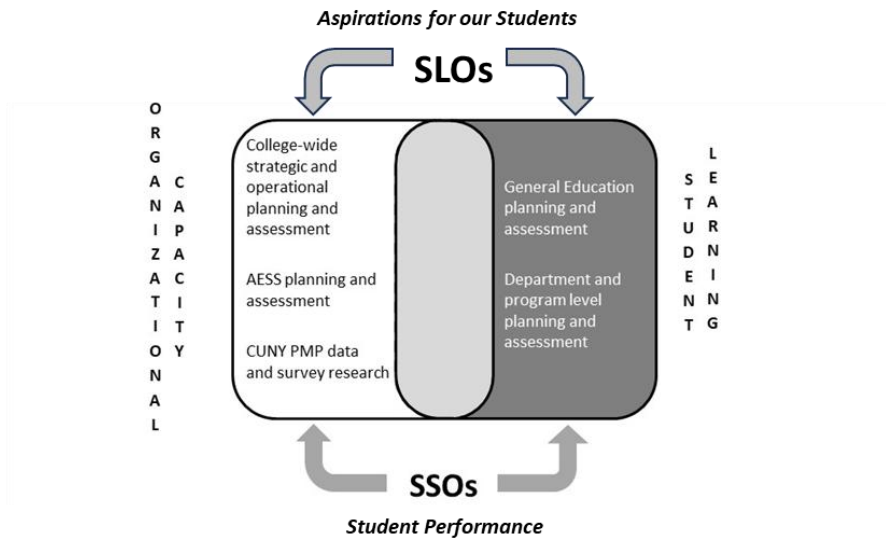 Aspirations for our Students
SLOs
ORGANIZATIONAL
CAPACITY
College-wide
strategic and
operational
planning and
assessment
AESS planning and
assessment
CUNY PMP data
and survey research
General Education
planning and
assessment
Department and
program level
planning and
assessment
STUDENT
LEARNING
SSOs
Student Performance